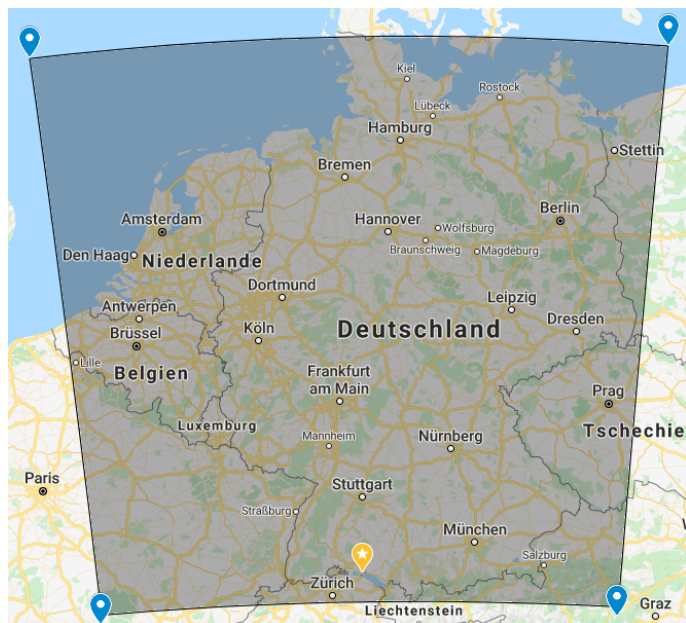 Kiel
Rostock
Lübeck
Hamburg
Stettin
Bremen
Berlin
Amsterdam
Hannover
Wolfsburg
Braunschweig
Magdeburg
Den Haag
Niederlande
Dortmund
Leipzig
Antwerpen
Dresden
Köln
Deutschland
Brüssel
Lille
Belgien
Frankfurt
am Main
Prag
Luxemburg
Mannheim
Nürnberg
Tschechie
Paris
Stuttgart
Straßburg
München
Salzburg
Zürich
Liechtenstein
Graz